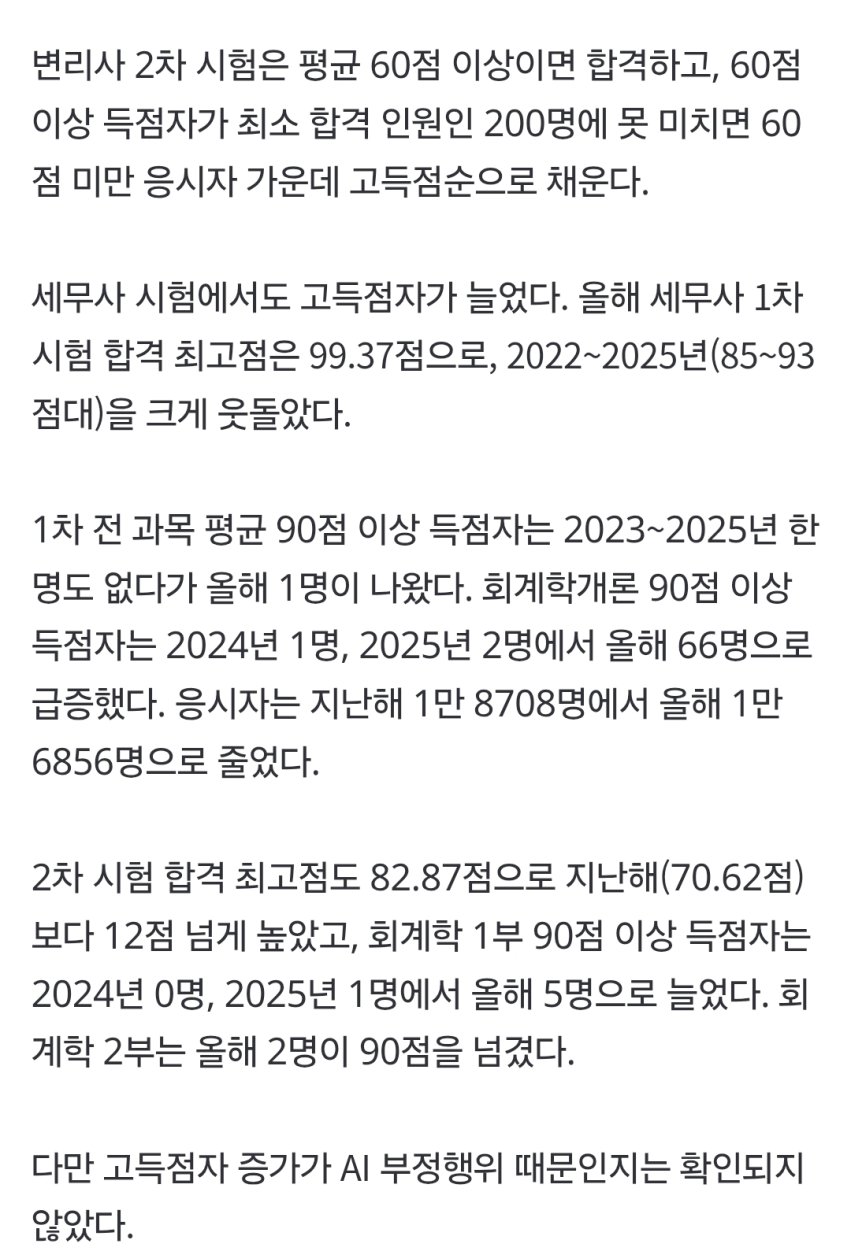 변리사 2차 시험은 평균 60점 이상이면 합격하고, 60점
이상 득점자가 최소 합격 인원인 200명에 못 미치면 60
점 미만 응시자 가운데 고득점순으로 채운다.
세무사 시험에서도 고득점자가 늘었다. 올해 세무사 1차
시험 합격 최고점은 99.37점으로, 2022~2025년(85~93
점대)을 크게 웃돌았다.
1차 전 과목 평균 90점 이상 득점자는 2023~2025년 한
명도 없다가 올해 1명이 나왔다. 회계학개론 90점 이상
득점자는 2024년 1명, 2025년 2명에서 올해 66명으로
급증했다. 응시자는 지난해 1만 8708명에서 올해 1만
6856명으로 줄었다.
2차 시험 합격 최고점도 82.87점으로 지난해(70.62점)
보다 12점 넘게 높았고, 회계학 1부 90점 이상 득점자는
2024년 0명, 2025년 1명에서 올해 5명으로 늘었다. 회
계학 2부는 올해 2명이 90점을 넘겼다.
다만 고득점자 증가가 AI 부정행위 때문인지는 확인되지
않았다.